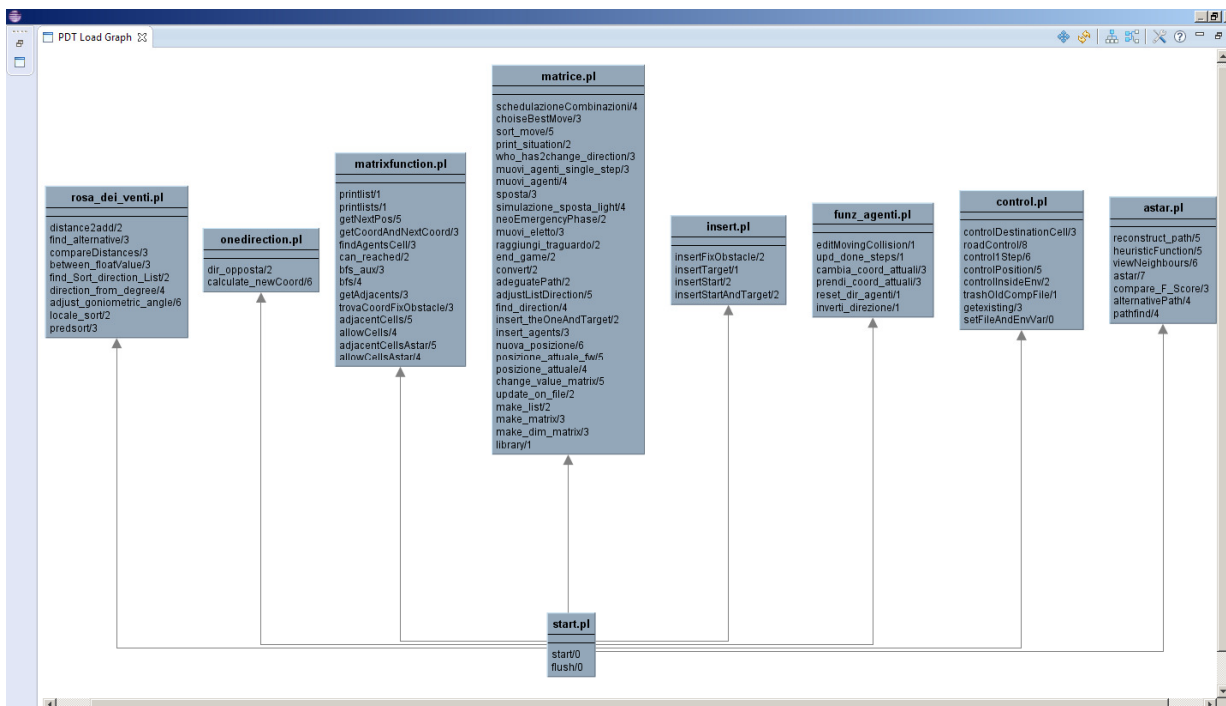 PDT Load Graph
matrice.pl
schedulazioneCombinazioni/4
choiseBestMove/3
sort_move/5
print_situation/2
who_has2change_direction/3
muovi_agenti_single_step/3
muovi_agenti/4
sposta/3
simulazione_sposta_light/4
neoEmergencyPhase/2
muovi_eletto/3
raggiungi_traguardo/2
end_game/2
convert/2
adeguatePath/2
adjustListDirection/5
find_direction/4
insert_theOneAndTarget/2
insert_agents/3
nuova_posizione/6
posizione_attuale_fw/5
posizione_attuale/4
change_value_matrix/5
update_on_file/2
make_list/2
make_matrix/3
make_dim_matrix/3
library/1
matrixfunction.pl
printlist/1
printlists/1
getNextPos/5
getCoordAndNextCoord/3
findAgentsCell/3
can_reached/2
bfs_aux/3
bfs/4
getAdjacents/3
trovaCoordFixObstacle/3
adjacentCells/5
allowCells/4
adjacentCellsAstar/5
allowCellsAstar/4
rosa_dei_venti.pl
distance2add/2
find_alternative/3
compareDistances/3
between_floatValue/3
find_Sort_direction_List/2
direction_from_degree/4
adjust_goniometric_angle/6
locale_sort/2
predsort/3
onedirection.pl
dir_opposta/2
calculate_newCoord/6
insert.pl
insertFixObstacle/2
insertTarget/1
insertStart/2
insertStartAndTarget/2
funz_agenti.pl
editMovingCollision/1
upd_done_steps/1
cambia_coord_attuali/3
prendi_coord_attuali/3
reset_dir_agenti/1
inverti_direzione/1
control.pl
controlDestinationCell/3
roadControl/8
control1Step/6
controlPosition/5
controlInsideEnv/2
trashOldCompFile/1
getexisting/3
setFileAndEnvVar/0
astar.pl
reconstruct_path/5
heuristicFunction/5
viewNeighbours/6
astar/7
compare_F_Score/3
alternativePath/4
pathfind/4
start.pl
start/0
flush/0